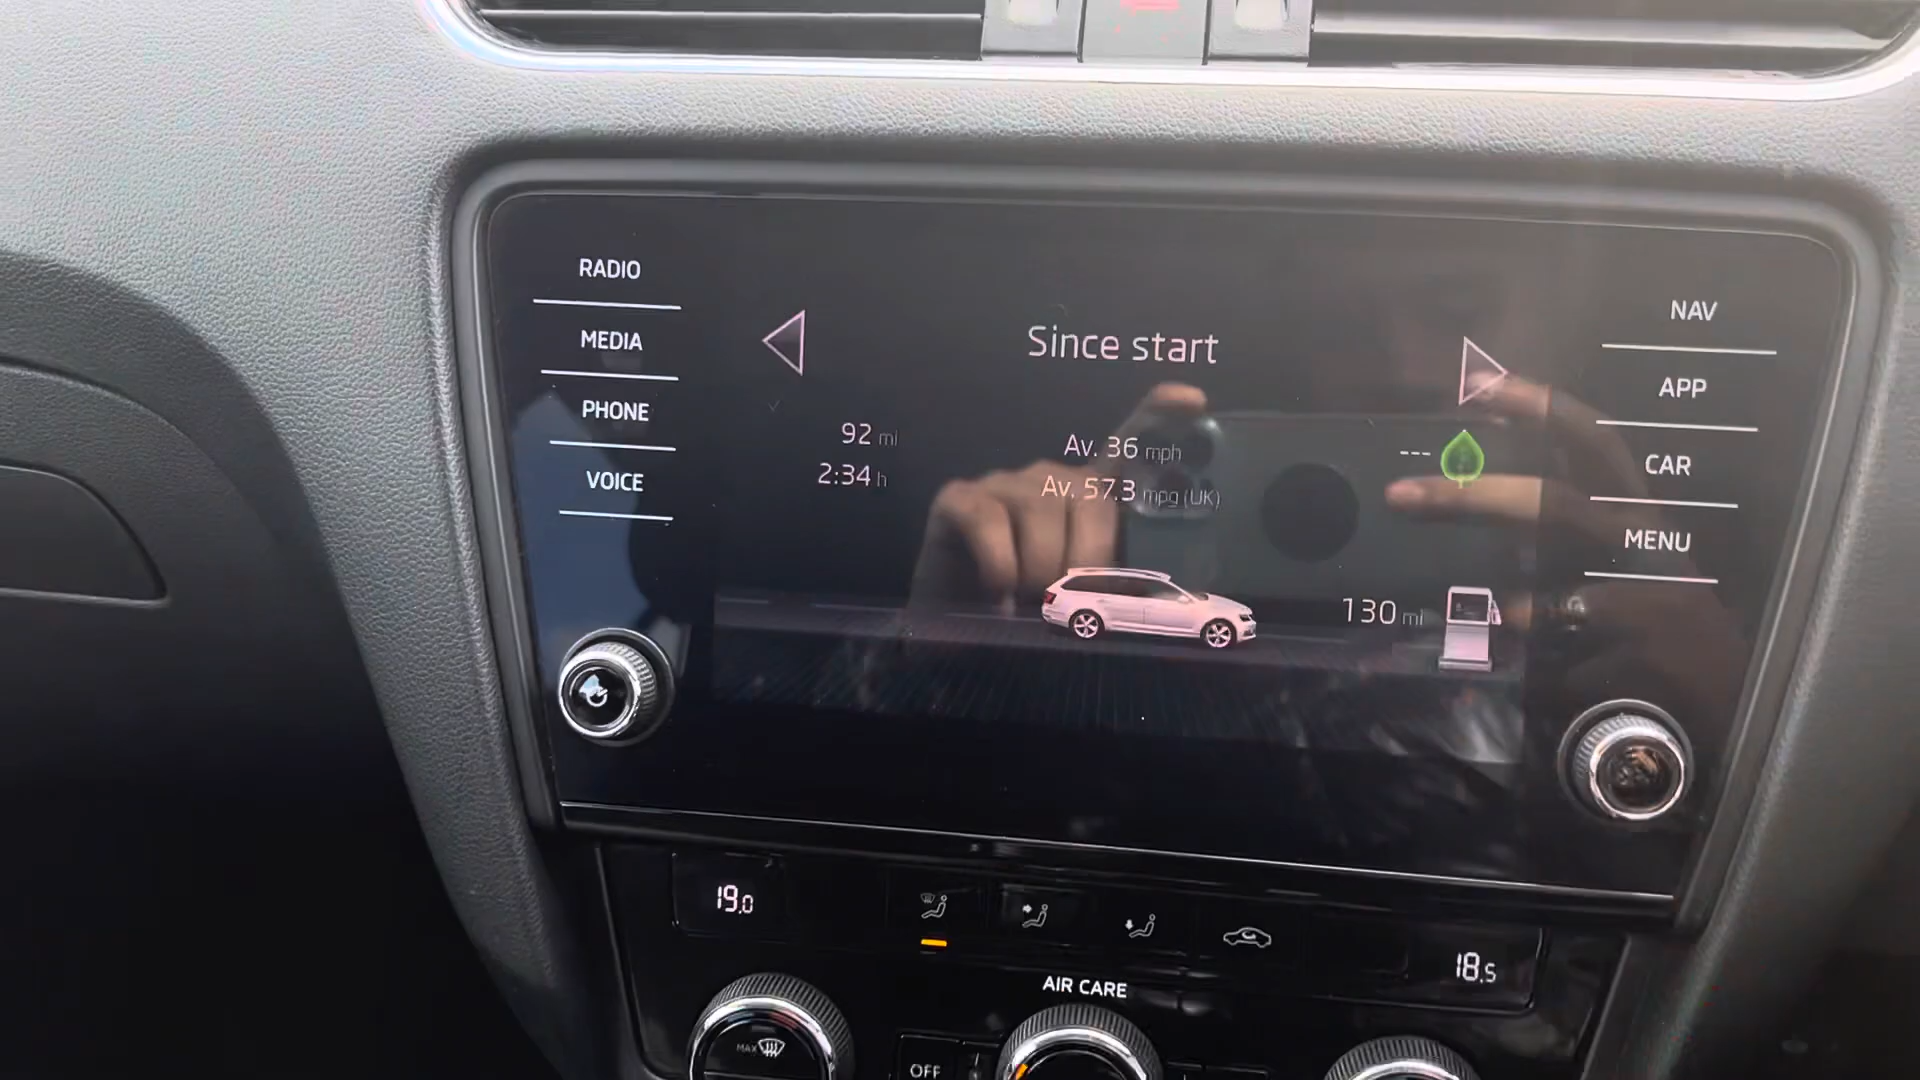 RADIO
MEDIA
PHONE
VOICE
Since start
92 mi
2:34 h
Av. 36 mph
Av. 57.3 mpg (UK)
---
130 mi
NAV
APP
CAR
MENU
19.0
18.5
AIR CARE
MAX
OFF